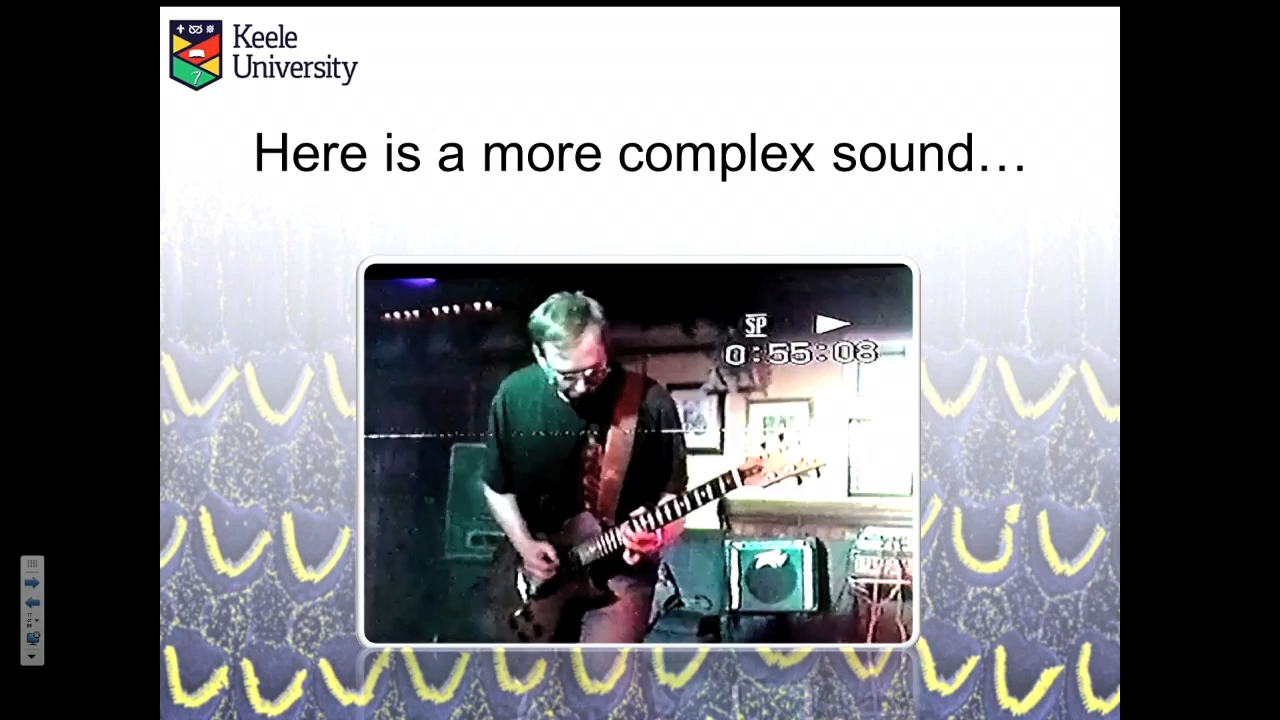 Keele
University
Here is a more complex sound…
SP
0:55:08